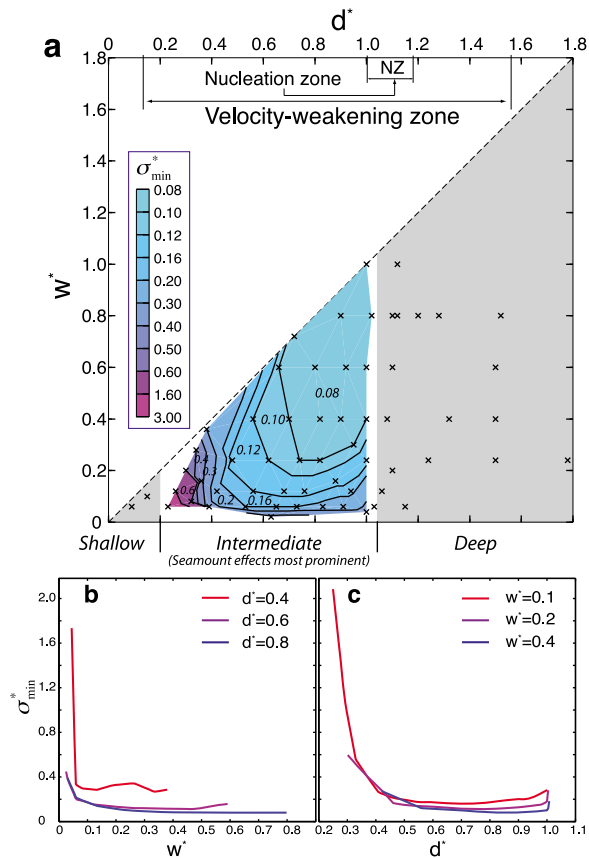 d*
a
0 0.2 0.4 0.6 0.8 1.0 1.2 1.4 1.6 1.8
1.8
1.6
1.4
1.2
1.0
0.8
0.6
0.4
0.2
0
w*
NZ
Nucleation zone
Velocity-weakening zone
σ*min
0.08
0.10
0.12
0.16
0.20
0.30
0.40
0.50
0.60
1.60
3.00
0.08
0.10
0.12
0.4
0.3
0.6
0.2
0.16
Shallow Intermediate Deep
(Seamount effects most prominent)
b
d*=0.4
d*=0.6
d*=0.8
2.0
1.6
1.2
0.8
0.4
0
σ*min
0 0.1 0.2 0.3 0.4 0.5 0.6 0.7 0.8
w*
c
w*=0.1
w*=0.2
w*=0.4
0.2 0.3 0.4 0.5 0.6 0.7 0.8 0.9 1.0 1.1
d*